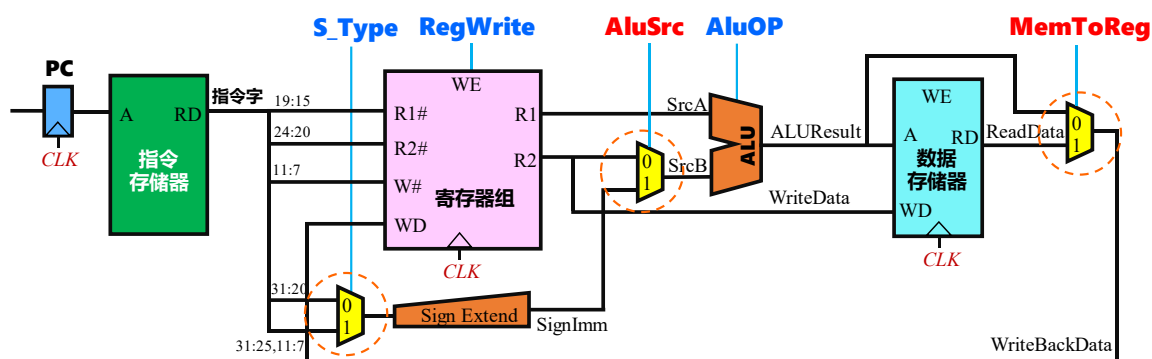 S_Type
RegWrite
AluSrc
AluOP
MemToReg
PC
CLK
A
RD
指令
存储器
指令字
19:15
24:20
11:7
31:20
31:25,11:7
WE
R1#
R2#
W#
WD
R1
R2
寄存器组
CLK
0
1
Sign Extend
SignImm
0
1
SrcA
SrcB
ALU
ALUResult
WriteData
WE
A
RD
数据
存储器
WD
CLK
ReadData
0
1
WriteBackData